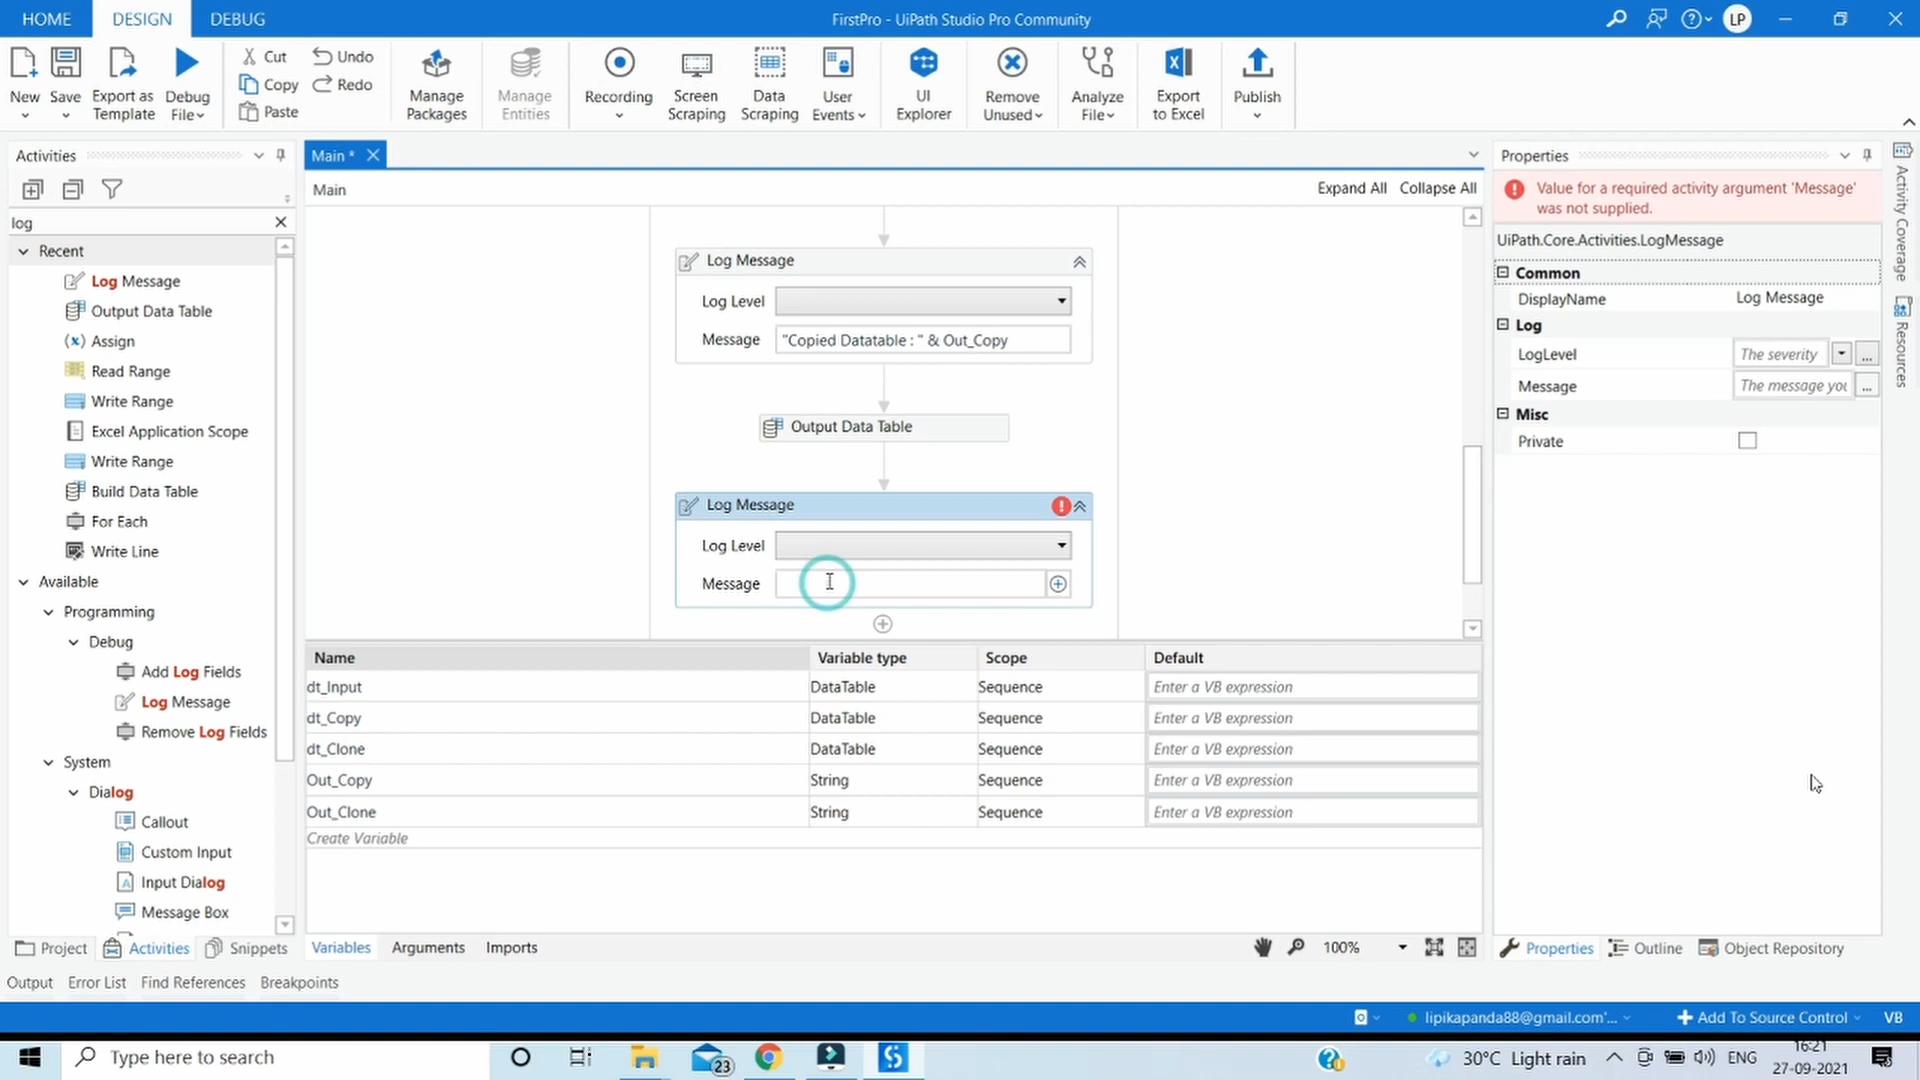 HOME
DESIGN
DEBUG
FirstPro - UiPath Studio Pro Community
LP
New
Save
Export as
Template
Debug
File
Cut
Copy
Paste
Undo
Redo
Manage
Packages
Manage
Entities
Recording
Screen
Scraping
Data
Scraping
User
Events
UI
Explorer
Remove
Unused
Analyze
File
Export
to Excel
Publish
Activities
log
Recent
Log Message
Output Data Table
Assign
Read Range
Write Range
Excel Application Scope
Write Range
Build Data Table
For Each
Write Line
Available
Programming
Debug
Add Log Fields
Log Message
Remove Log Fields
System
Dialog
Callout
Custom Input
Input Dialog
Message Box
Project
Activities
Snippets
Main *
Main
Expand All
Collapse All
Log Message
Log Level
Message
"Copied Datatable : " & Out_Copy
Output Data Table
Log Message
Log Level
Message
Name
Variable type
Scope
Default
dt_Input
DataTable
Sequence
Enter a VB expression
dt_Copy
DataTable
Sequence
Enter a VB expression
dt_Clone
DataTable
Sequence
Enter a VB expression
Out_Copy
String
Sequence
Enter a VB expression
Out_Clone
String
Sequence
Enter a VB expression
Create Variable
Variables
Arguments
Imports
100%
Properties
Value for a required activity argument 'Message'
was not supplied.
UiPath.Core.Activities.LogMessage
Common
DisplayName
Log Message
Log
LogLevel
The severity
...
Message
The message you
...
Misc
Private
Properties
Outline
Object Repository
Activity Coverage
Resources
Output
Error List
Find References
Breakpoints
lipikapanda88@gmail.com'...
Add To Source Control
VB
Type here to search
23
30°C Light rain
ENG
16:21
27-09-2021